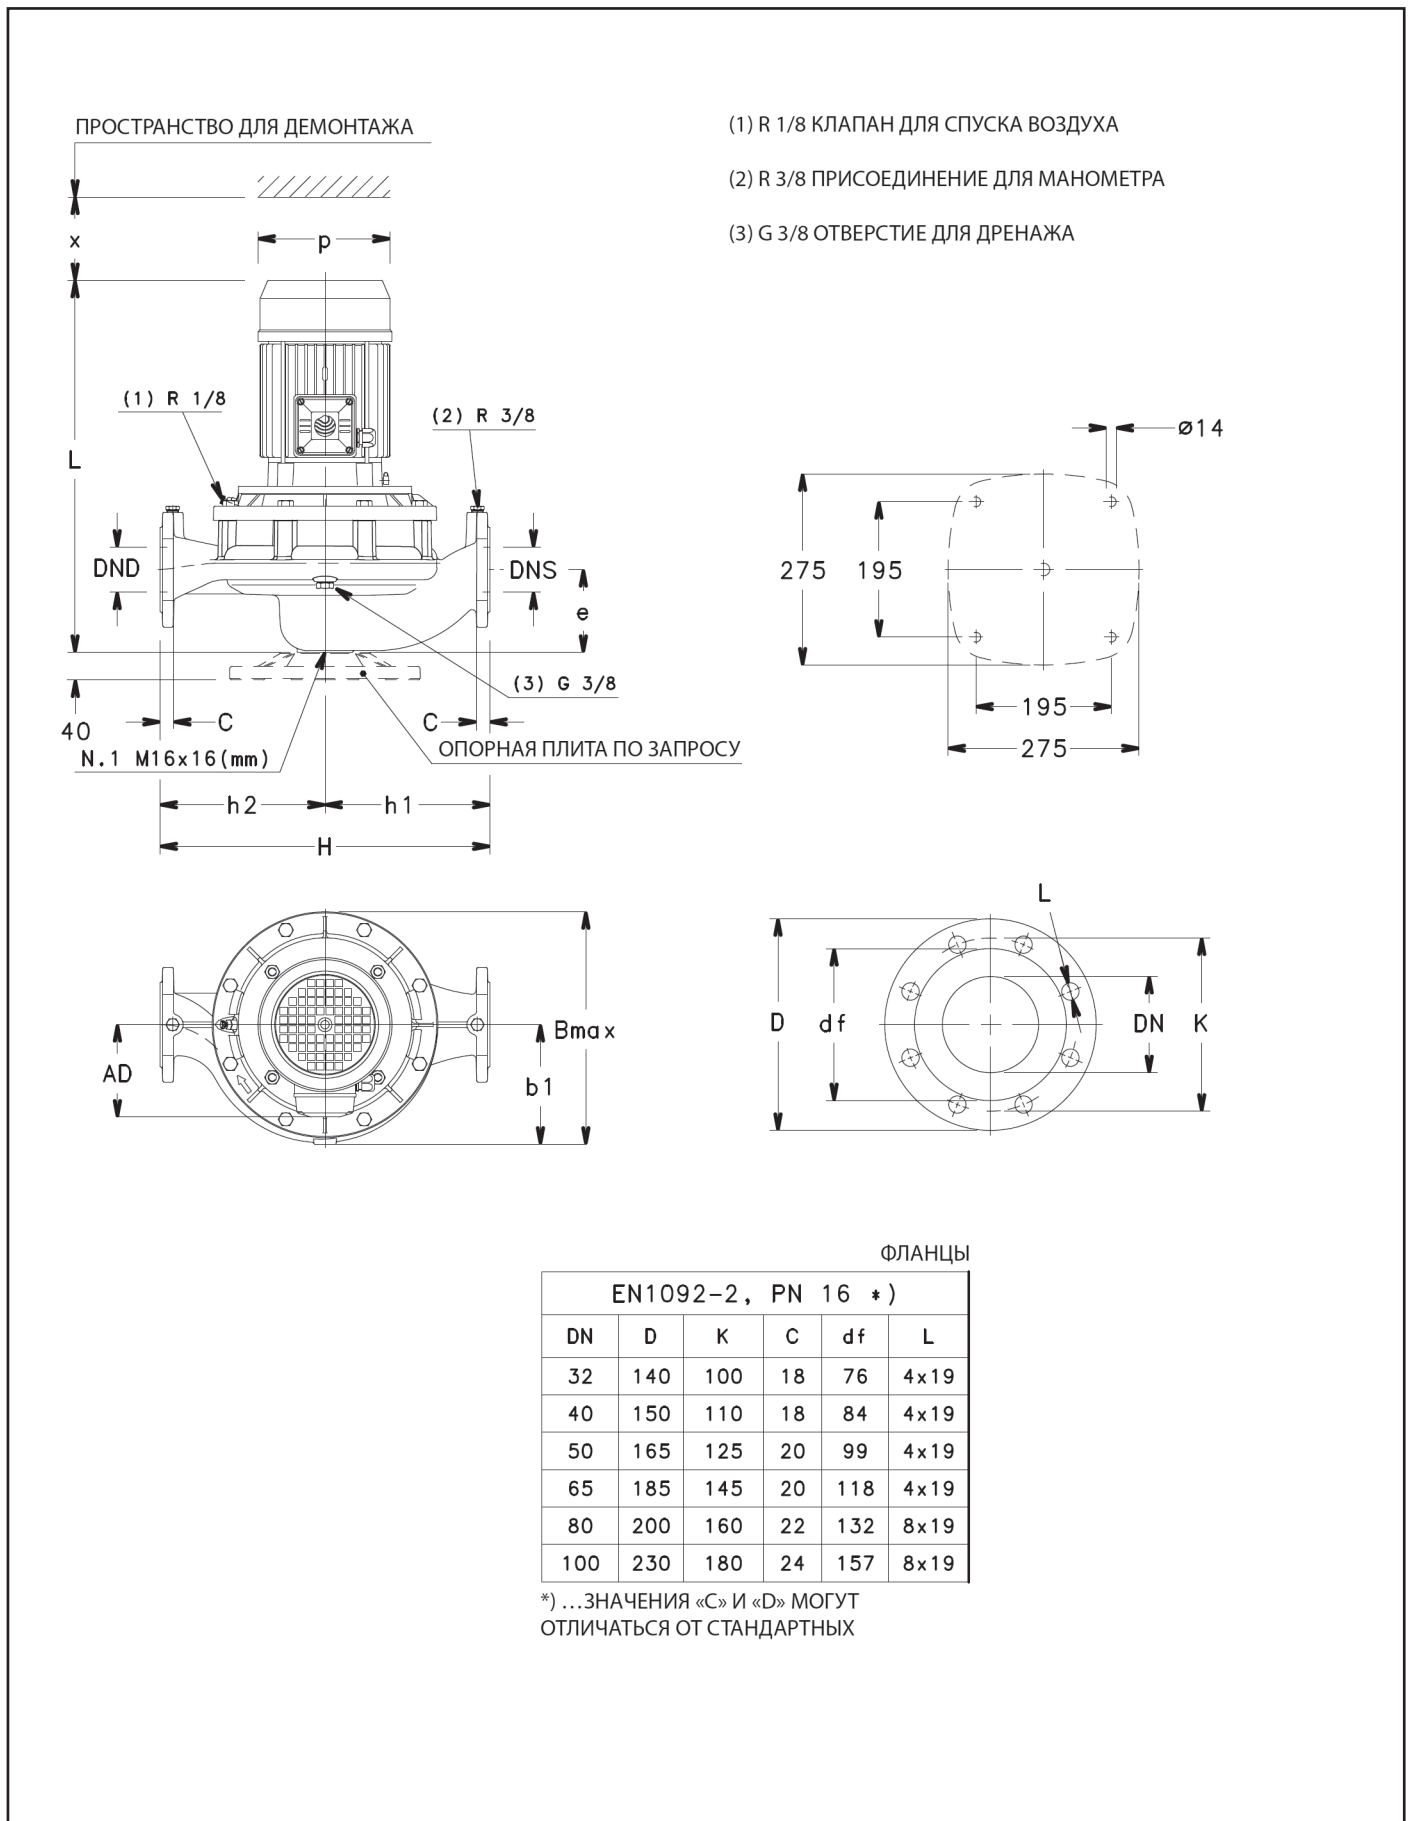 ПРОСТРАНСТВО ДЛЯ ДЕМОНТАЖА
(1) R 1/8 КЛАПАН ДЛЯ СПУСКА ВОЗДУХА
(2) R 3/8 ПРИСОЕДИНЕНИЕ ДЛЯ МАНОМЕТРА
(3) G 3/8 ОТВЕРСТИЕ ДЛЯ ДРЕНАЖА
x
p
(1) R 1/8
(2) R 3/8
L
DND
DNS
e
(3) G 3/8
40
C
C
N.1 M16x16(mm)
ОПОРНАЯ ПЛИТА ПО ЗАПРОСУ
h2
h1
H
ø14
275
195
195
275
AD
Bmax
b1
L
D
df
DN
K
ФЛАНЦЫ
EN1092-2, PN 16 *)
DN D K C df L
32 140 100 18 76 4x19
40 150 110 18 84 4x19
50 165 125 20 99 4x19
65 185 145 20 118 4x19
80 200 160 22 132 8x19
100 230 180 24 157 8x19
*) …ЗНАЧЕНИЯ «C» И «D» МОГУТ
ОТЛИЧАТЬСЯ ОТ СТАНДАРТНЫХ